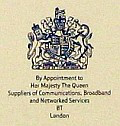 By Appointment to
Her Majesty The Queen
Suppliers of Communications, Broadband
and Networked Services
BT
London